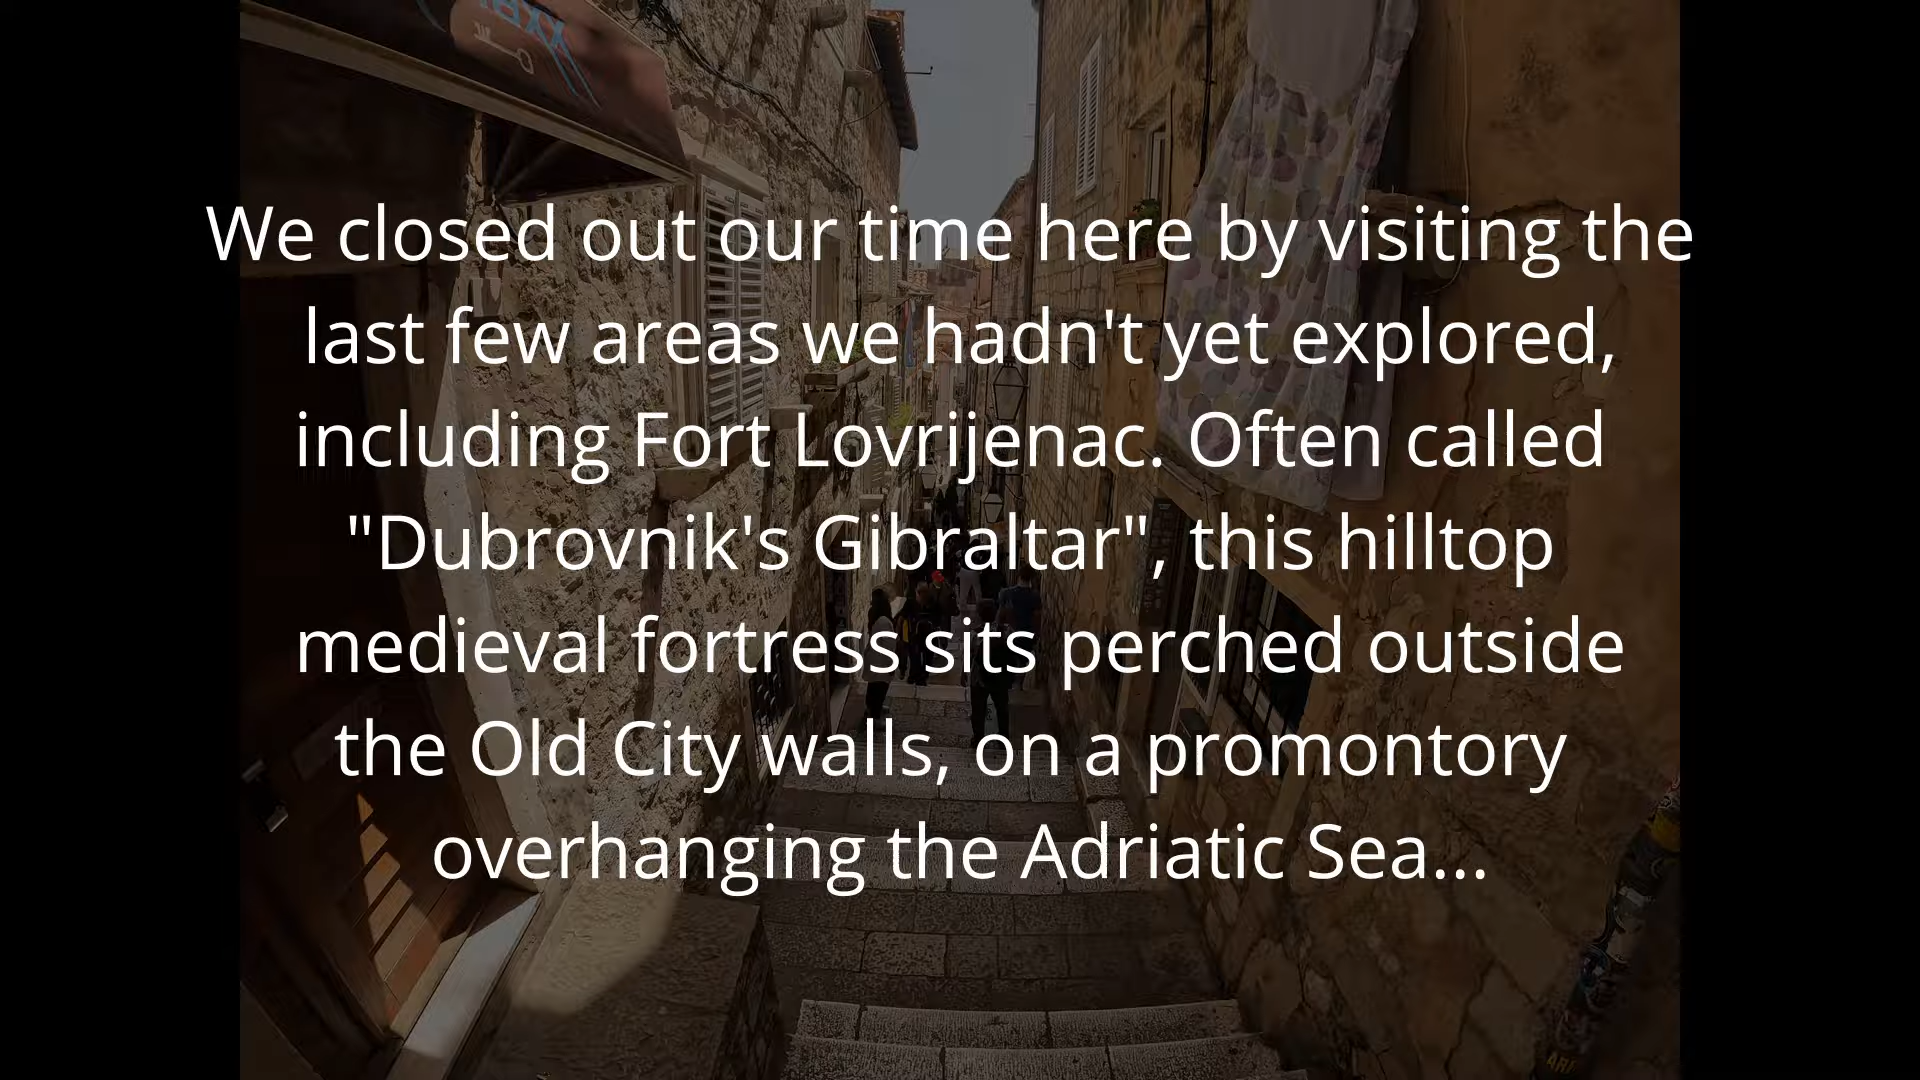 We closed out our time here by visiting the
last few areas we hadn't yet explored,
including Fort Lovrijenac. Often called
"Dubrovnik's Gibraltar", this hilltop
medieval fortress sits perched outside
the Old City walls, on a promontory
overhanging the Adriatic Sea...